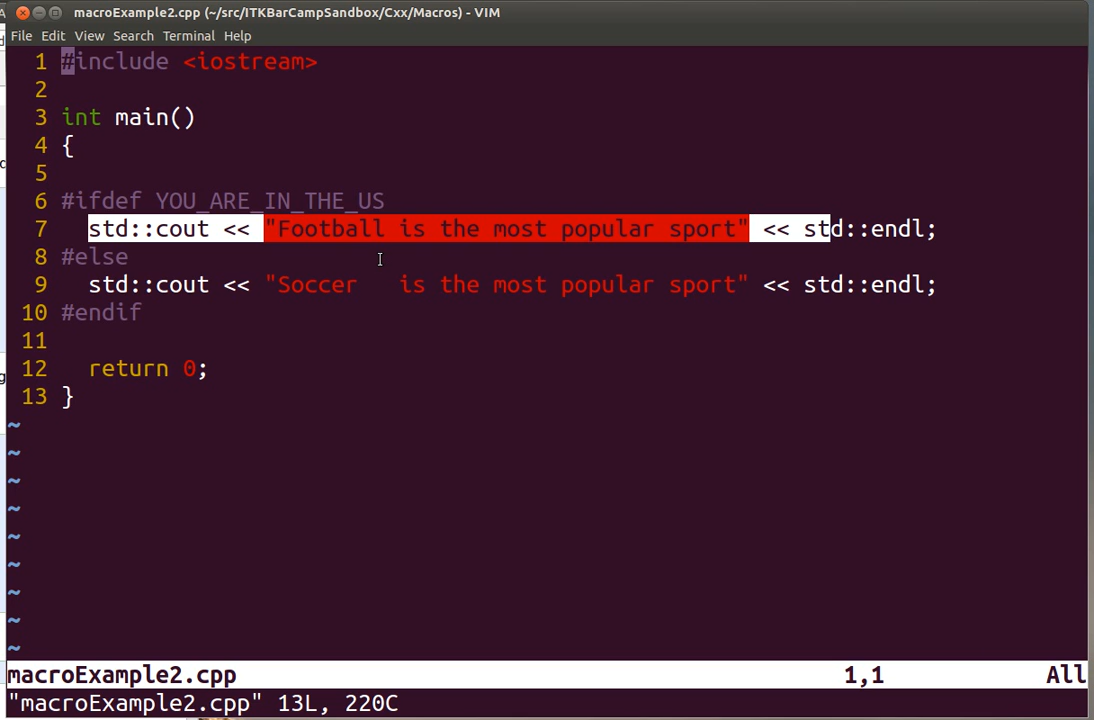 macroExample2.cpp (~/src/ITKBarCampSandbox/Cxx/Macros) - VIM
File Edit View Search Terminal Help
1 #include <iostream>
2
3 int main()
4 {
5
6 #ifdef YOU_ARE_IN_THE_US
7   std::cout << "Football is the most popular sport" << std::endl;
8 #else
9   std::cout << "Soccer   is the most popular sport" << std::endl;
10 #endif
11
12   return 0;
13 }
~
~
~
~
~
~
~
~
~
macroExample2.cpp 1,1 All
"macroExample2.cpp" 13L, 220C